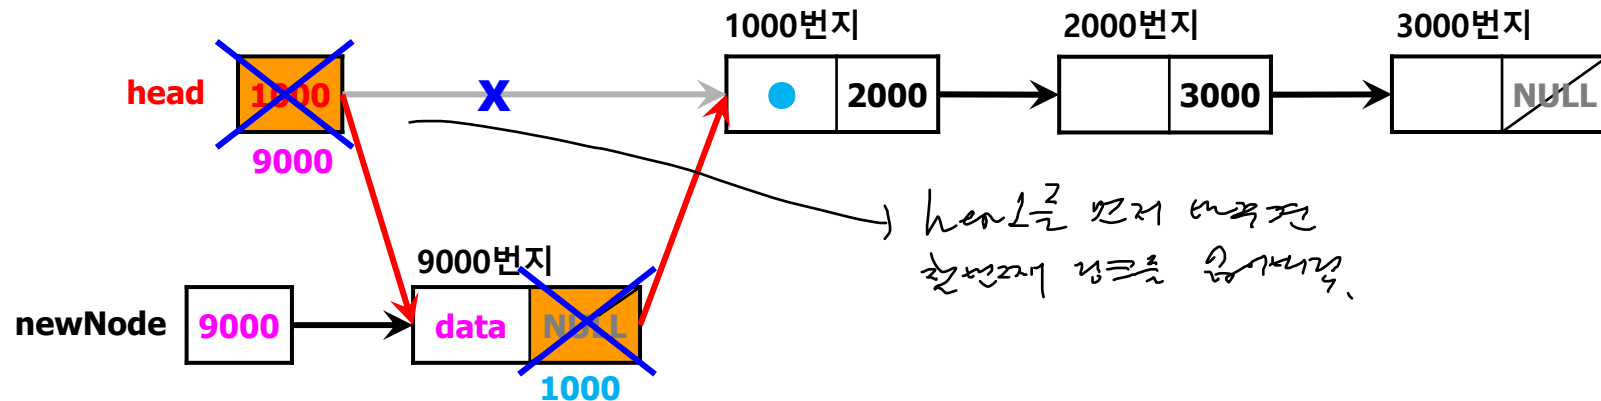 1000번지
2000번지
3000번지
head
1000
X
2000
3000
NULL
9000
head를 먼저 바꾸면
첫번째 링크를 잃어버림.
9000번지
newNode
9000
data
NULL
1000